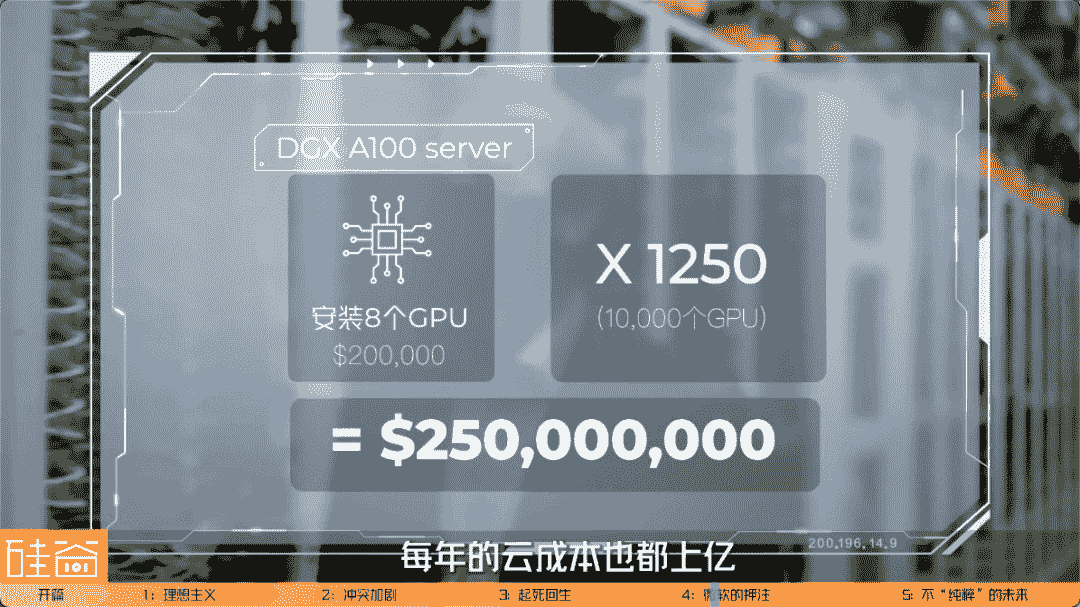 DGX A100 server
安装8个GPU
$200,000
X 1250
(10,000个GPU)
= $250,000,000
200.196.14.9
每年的云成本也都上亿
硅谷
101
开篇
1: 理想主义
2: 冲突加剧
3: 起死回生
4: 微软的押注
5: 不“纯粹”的未来